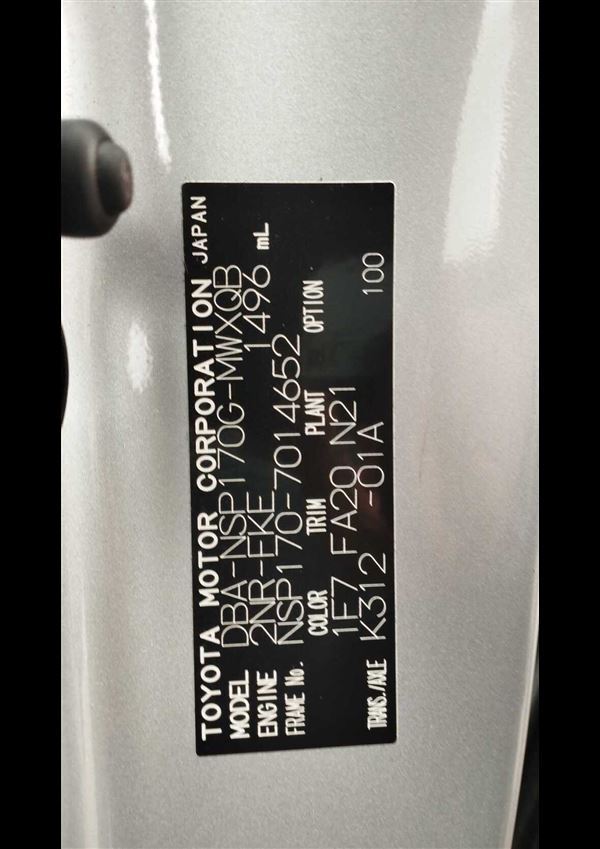 TOYOTA MOTOR CORPORATION JAPAN
MODEL DBA-NSP170G-MWXQB
ENGINE 2NR-FKE 1496 mL
FRAME No. NSP170-7014652
COLOR TRIM PLANT OPTION
1F7 FA20 N21
TRANS./AXLE K312 -01A 100